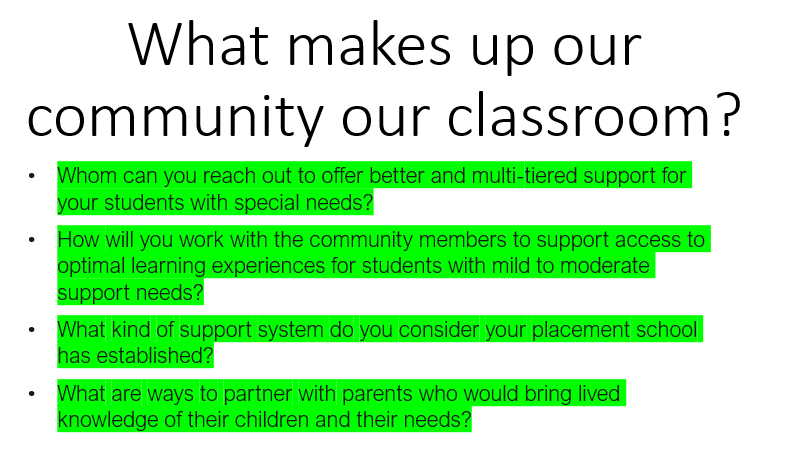 What makes up our
community our classroom?
• Whom can you reach out to offer better and multi-tiered support for
your students with special needs?
• How will you work with the community members to support access to
optimal learning experiences for students with mild to moderate
support needs?
• What kind of support system do you consider your placement school
has established?
• What are ways to partner with parents who would bring lived
knowledge of their children and their needs?